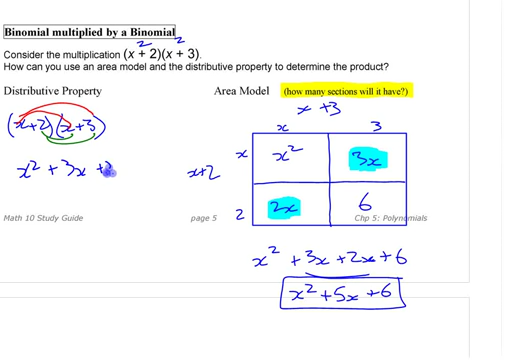 Binomial multiplied by a Binomial
2 2
Consider the multiplication (x + 2)(x + 3).
How can you use an area model and the distributive property to determine the product?
Distributive Property
Area Model (how many sections will it have?)
x +3
(x+2)(x+3)
x 3
x² + 3x +
x+2
x x² 3x
2 2x 6
Math 10 Study Guide page 5 Chp 5: Polynomials
x² +3x +2x +6
x² +5x +6